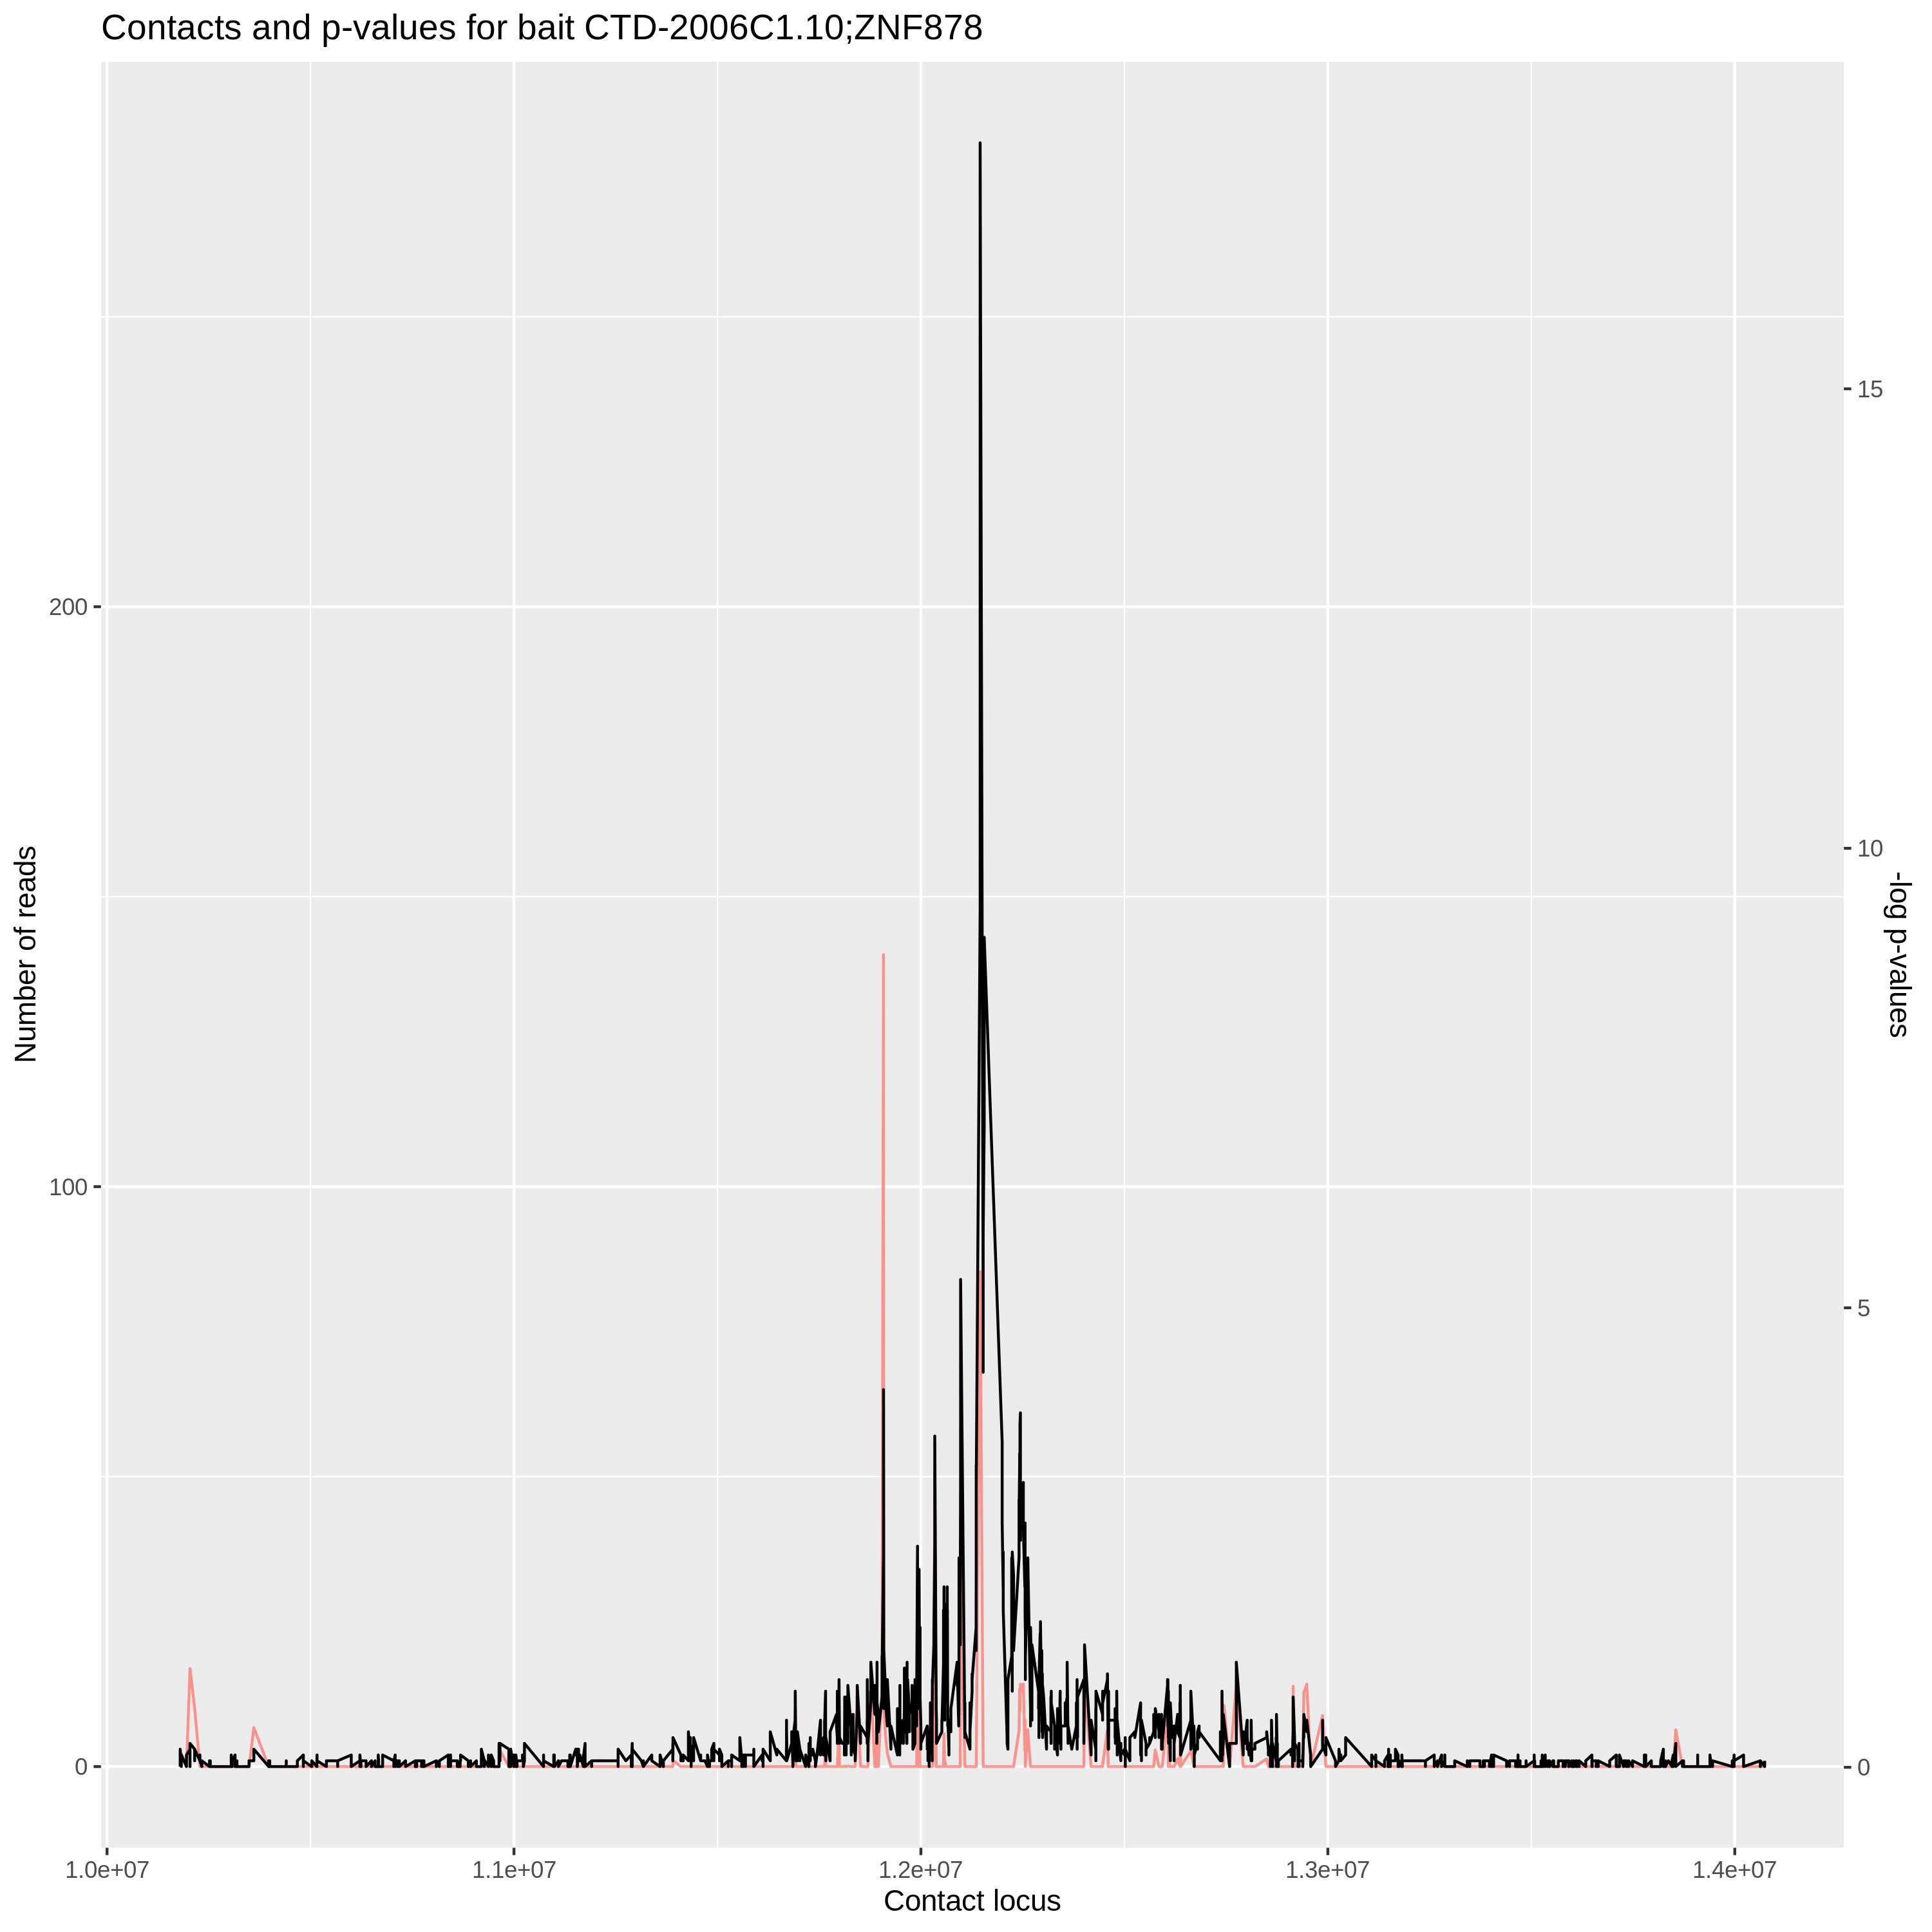 Contacts and p-values for bait CTD-2006C1.10;ZNF878
Number of reads
200
100
0
15
10
5
0
-log p-values
1.0e+07 1.1e+07 1.2e+07 1.3e+07 1.4e+07
Contact locus